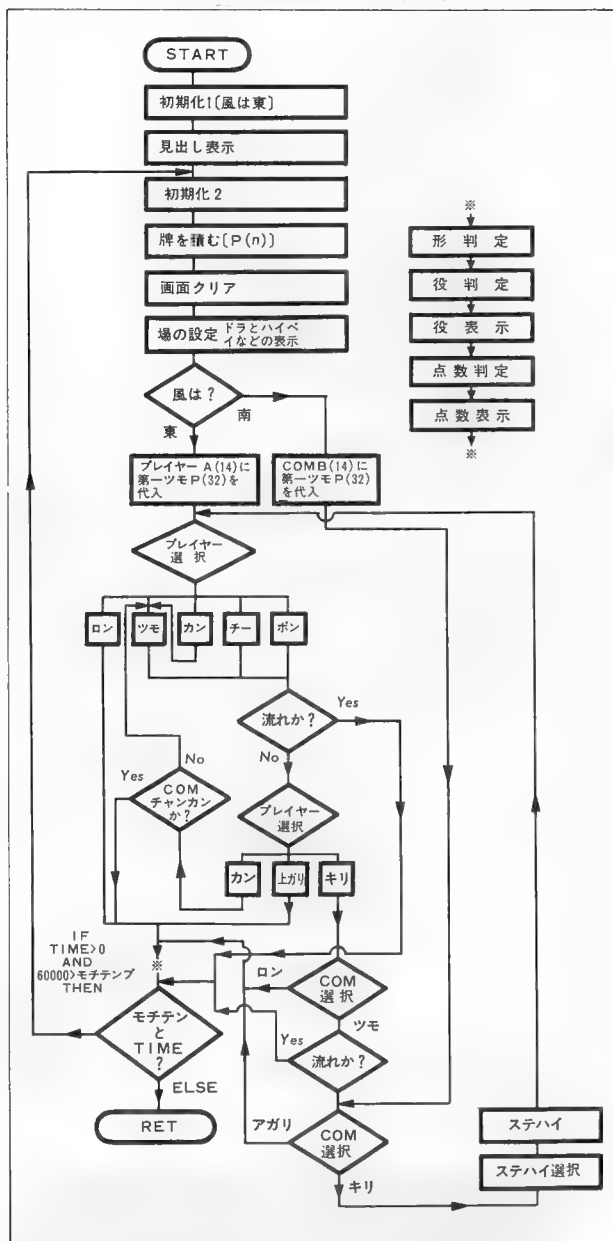 START
初期化1〔風は東〕
見出し表示
初期化2
牌を積む〔P(n)〕
画面クリア
場の設定 ドラとハイペ
イなどの表示
風は?
南
東
プレイヤーA(14)に
第一ツモP(32)を
代入
COMB(14)に
第一ツモP(32)
を代入
プレイヤー
選択
ロン
ツモ
カン
チー
ポン
流れか?
Yes
No
No
Yes
COM
チャンカン
か?
プレイヤー
選択
カン
上ガリ
キリ
IF
TIME>0
AND
60000>モチテンプ
THEN
※
ロン
COM
選択
ツモ
モチテン
と
TIME
?
Yes
流れか?
ELSE
アガリ
COM
選択
キリ
RET
ステハイ
ステハイ選択
※
形判定
役判定
役表示
点数判定
点数表示
※